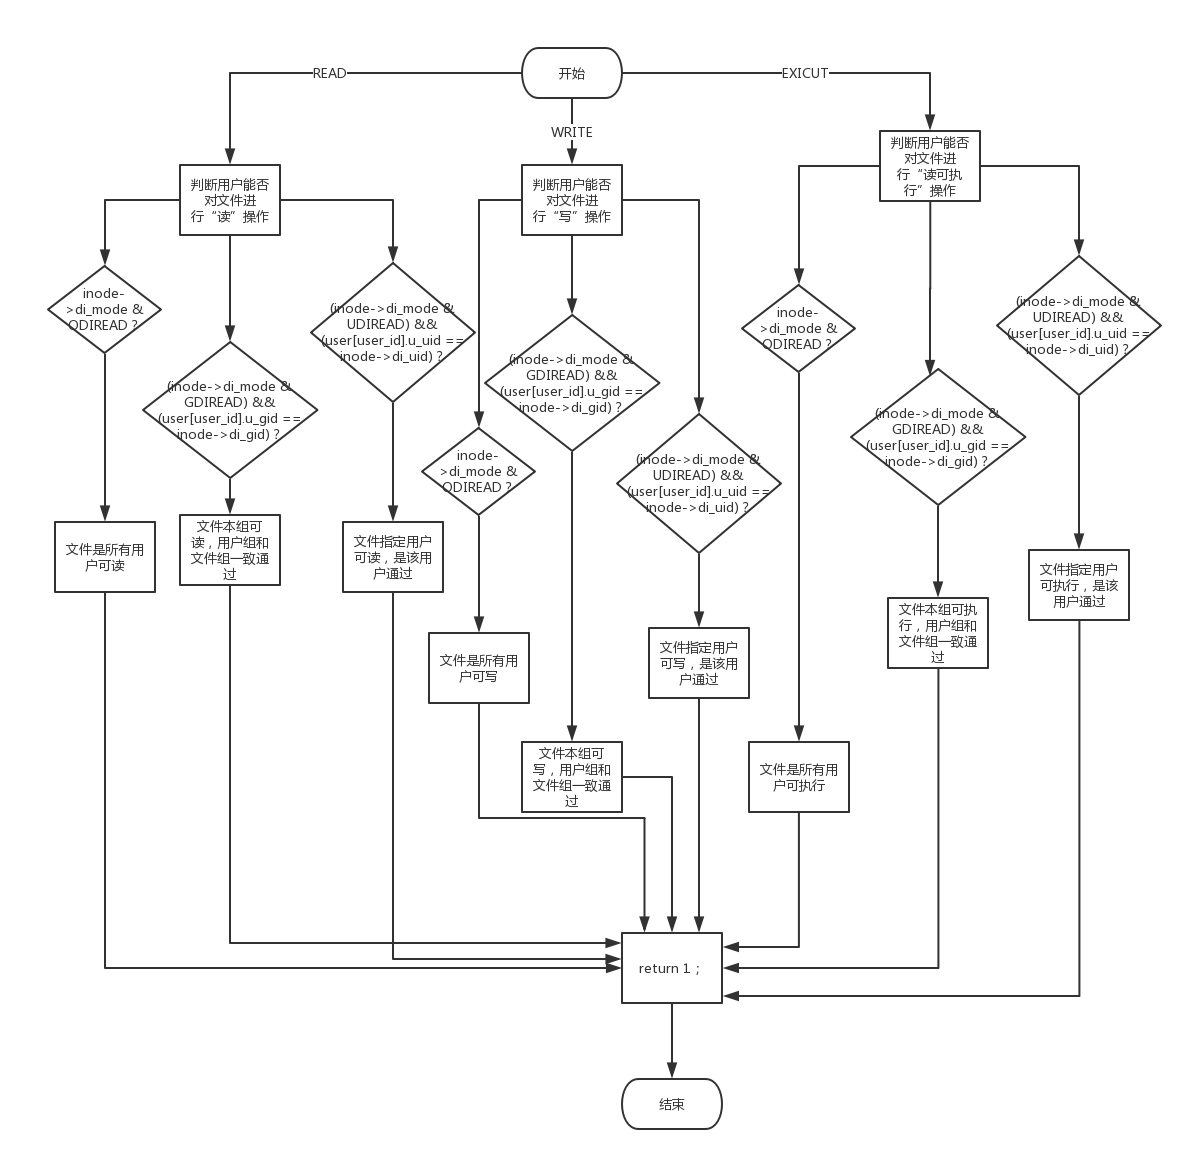 开始
READ
EXICUT
WRITE
判断用户能否
对文件进
行“读”操作
判断用户能否
对文件进
行“写”操作
判断用户能否
对文件进
行“读可执
行”操作
inode-
>di_mode &
ODIREAD ?
(inode->di_mode &
GDIREAD) &&
(user[user_id].u_gid ==
inode->di_gid) ?
(inode->di_mode &
UDIREAD) &&
(user[user_id].u_uid ==
inode->di_uid) ?
inode-
>di_mode &
ODIREAD ?
(inode->di_mode &
GDIREAD) &&
(user[user_id].u_gid ==
inode->di_gid) ?
(inode->di_mode &
UDIREAD) &&
(user[user_id].u_uid ==
inode->di_uid) ?
inode-
>di_mode &
ODIREAD ?
(inode->di_mode &
GDIREAD) &&
(user[user_id].u_gid ==
inode->di_gid) ?
(inode->di_mode &
UDIREAD) &&
(user[user_id].u_uid ==
inode->di_uid) ?
文件是所有用
户可读
文件本组可
读，用户组和
文件组一致通
过
文件指定用户
可读，是该用
户通过
文件是所有用
户可写
文件本组可
写，用户组和
文件组一致通
过
文件指定用户
可写，是该用
户通过
文件是所有用
户可执行
文件本组可执
行，用户组和
文件组一致通
过
文件指定用户
可执行，是该
用户通过
return 1；
结束